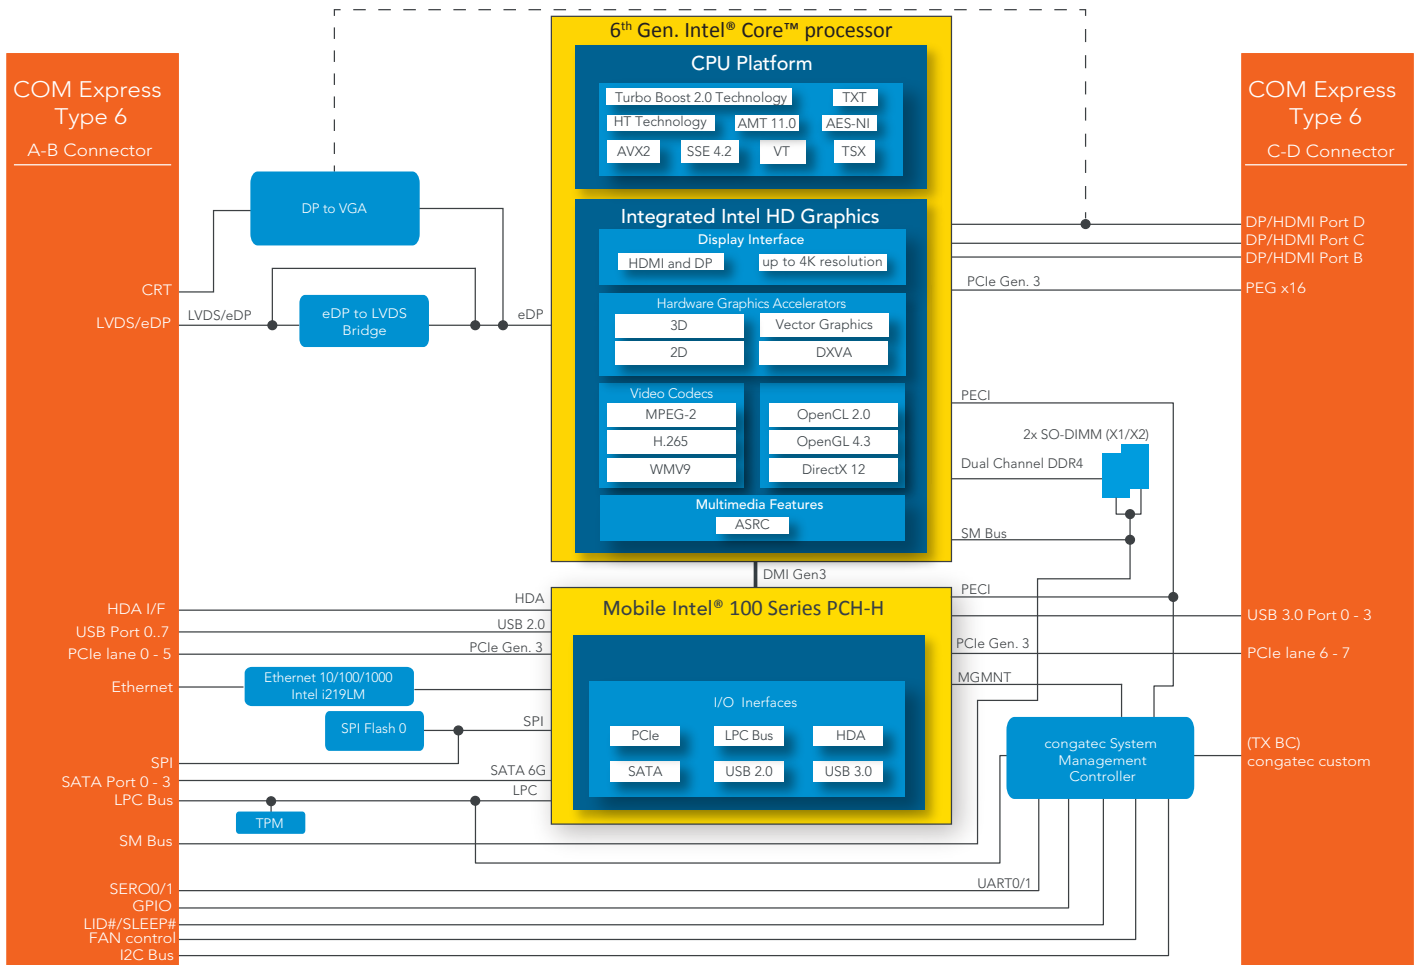 6th Gen. Intel® Core™ processor
CPU Platform
Turbo Boost 2.0 Technology
TXT
HT Technology
AMT 11.0
AES-NI
AVX2
SSE 4.2
VT
TSX
Integrated Intel HD Graphics
Display Interface
HDMI and DP
up to 4K resolution
Hardware Graphics Accelerators
3D
Vector Graphics
2D
DXVA
Video Codecs
MPEG-2
H.265
WMV9
OpenCL 2.0
OpenGL 4.3
DirectX 12
Multimedia Features
ASRC
DMI Gen3
Mobile Intel® 100 Series PCH-H
I/O Inerfaces
PCIe
LPC Bus
HDA
SATA
USB 2.0
USB 3.0
COM Express
Type 6
A-B Connector
CRT
LVDS/eDP
HDA I/F
USB Port 0..7
PCIe lane 0 - 5
Ethernet
SPI
SATA Port 0 - 3
LPC Bus
SM Bus
SERO0/1
GPIO
LID#/SLEEP#
FAN control
I2C Bus
DP to VGA
LVDS/eDP
eDP to LVDS
Bridge
eDP
HDA
USB 2.0
PCIe Gen. 3
Ethernet 10/100/1000
Intel i219LM
SPI Flash 0
SPI
SATA 6G
LPC
TPM
PCIe Gen. 3
PECI
2x SO-DIMM (X1/X2)
Dual Channel DDR4
SM Bus
PECI
PCIe Gen. 3
MGMNT
congatec System
Management
Controller
UART0/1
COM Express
Type 6
C-D Connector
DP/HDMI Port D
DP/HDMI Port C
DP/HDMI Port B
PEG x16
USB 3.0 Port 0 - 3
PCIe lane 6 - 7
(TX BC)
congatec custom